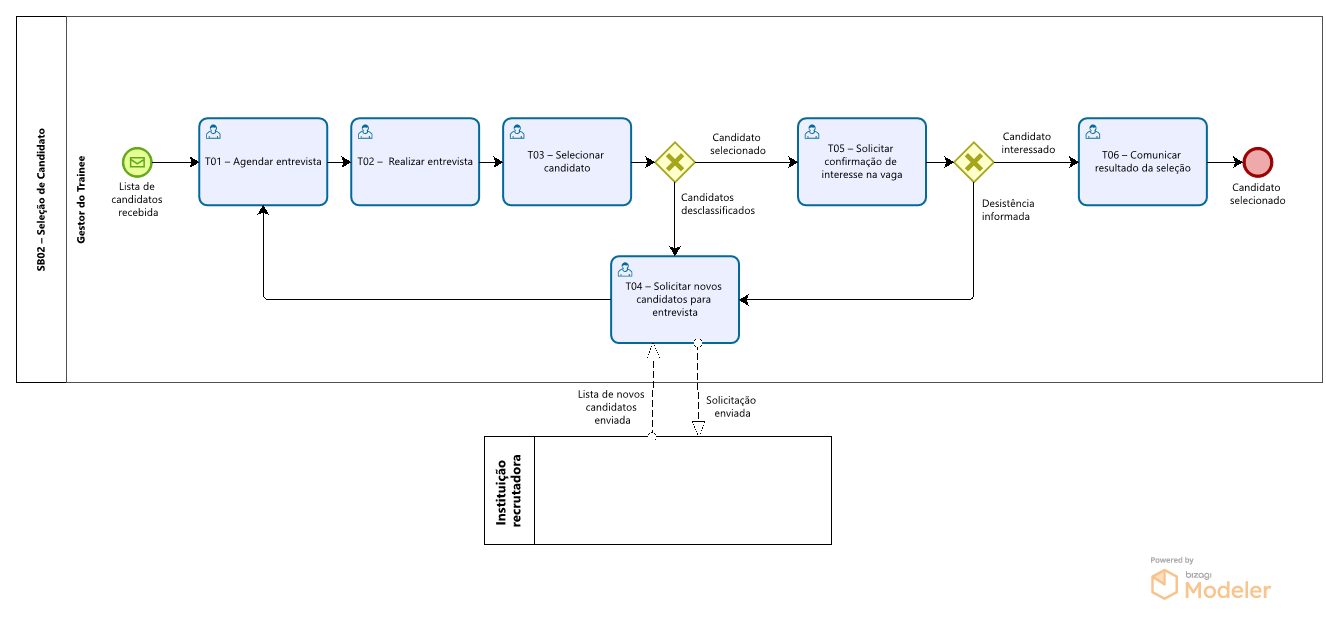 SB02 – Seleção de Candidato
Gestor do Trainee
Lista de
candidatos
recebida
T01 – Agendar entrevista
T02 –  Realizar entrevista
T03 – Selecionar
candidato
Candidato
selecionado
Candidatos
desclassificados
T05 – Solicitar
confirmação de
interesse na vaga
Candidato
interessado
Desistência
informada
T06 – Comunicar
resultado da seleção
Candidato
selecionado
T04 – Solicitar novos
candidatos para
entrevista
Lista de novos
candidatos
enviada
Solicitação
enviada
Instituição
recrutadora
Powered by
bizagi
Modeler